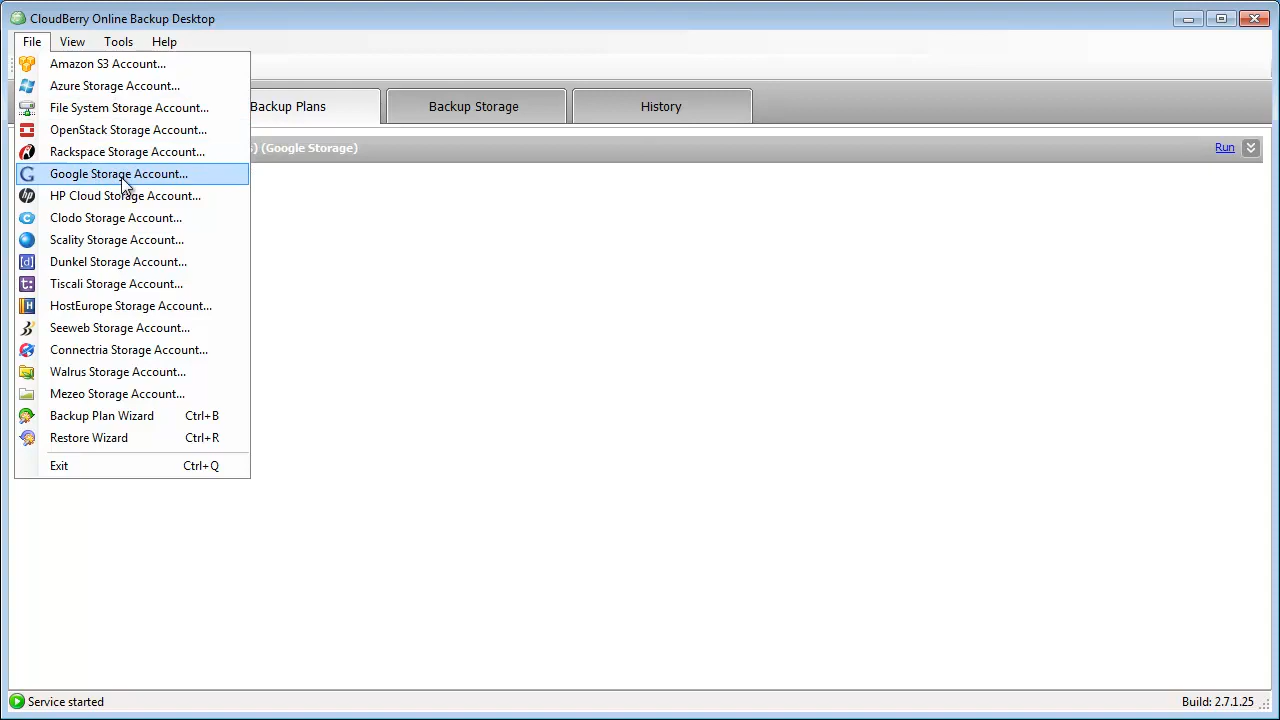 CloudBerry Online Backup Desktop
File View Tools Help
Amazon S3 Account...
Azure Storage Account...
File System Storage Account...
OpenStack Storage Account...
Rackspace Storage Account...
Google Storage Account...
HP Cloud Storage Account...
Clodo Storage Account...
Scality Storage Account...
Dunkel Storage Account...
Tiscali Storage Account...
HostEurope Storage Account...
Seeweb Storage Account...
Connectria Storage Account...
Walrus Storage Account...
Mezeo Storage Account...
Backup Plan Wizard Ctrl+B
Restore Wizard Ctrl+R
Exit Ctrl+Q
Backup Plans Backup Storage History
) (Google Storage) Run
Service started Build: 2.7.1.25